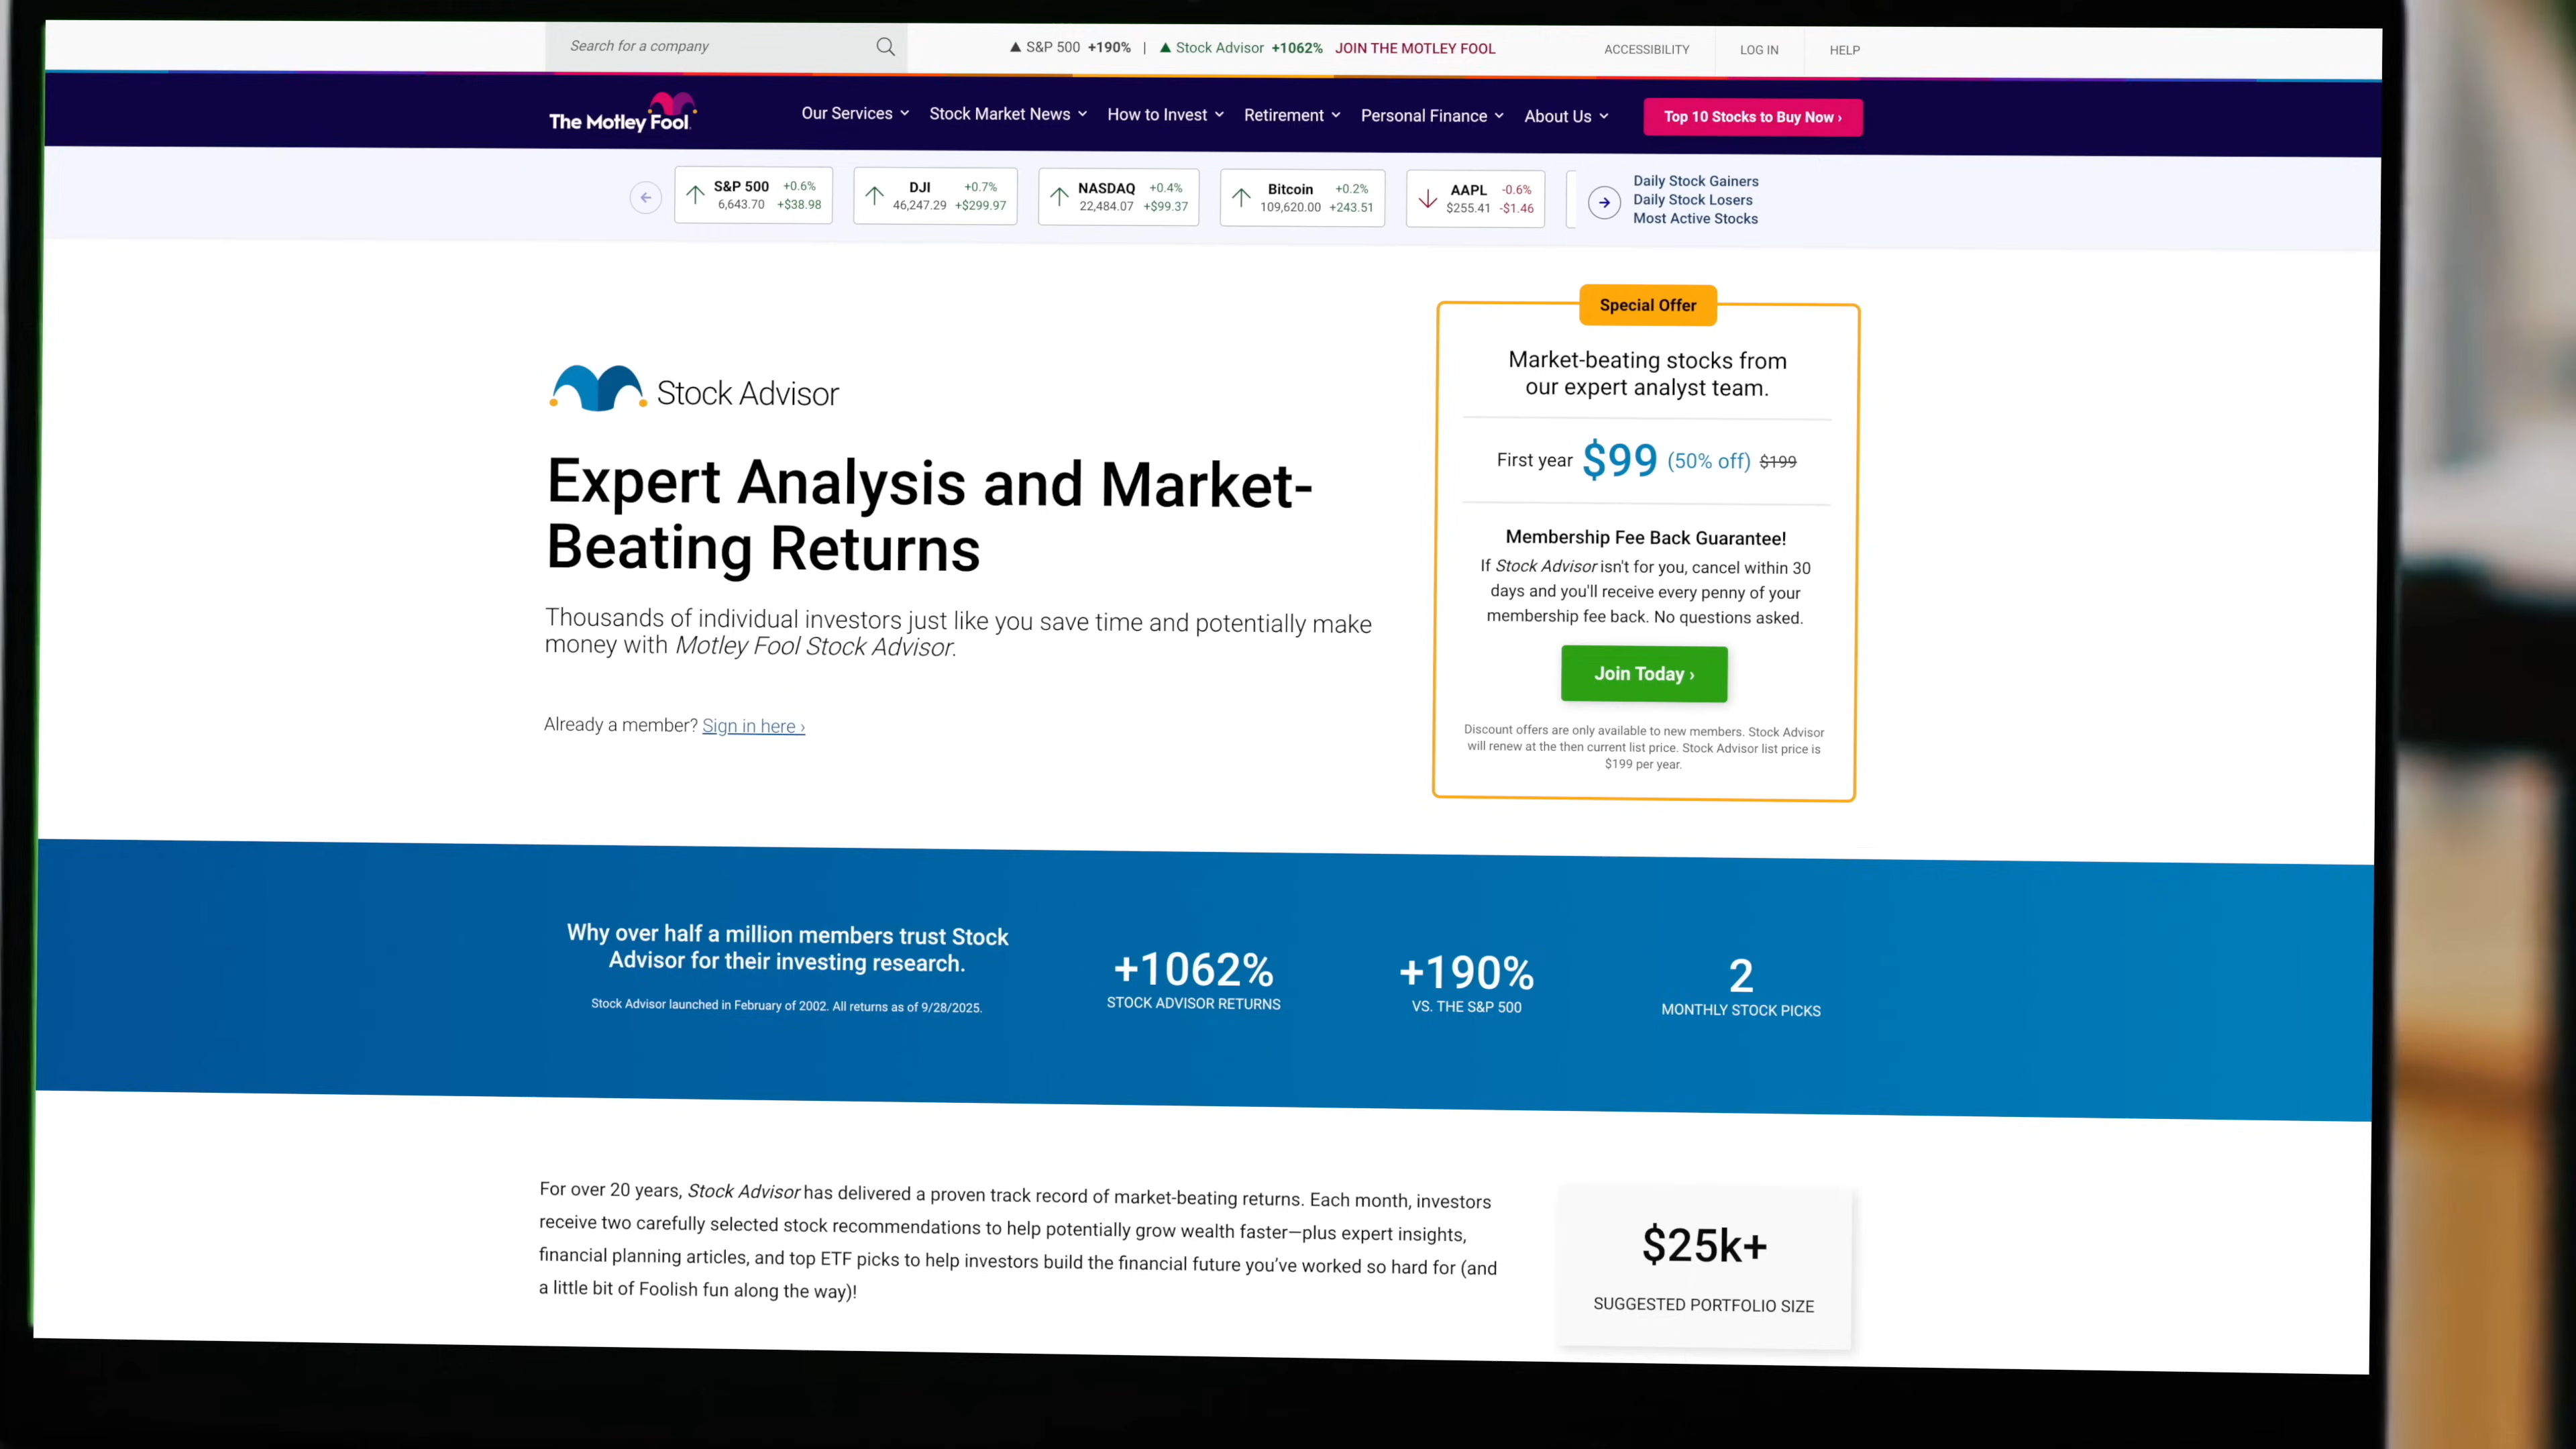 Search for a company
▲ S&P 500 +190% | ▲ Stock Advisor +1062% JOIN THE MOTLEY FOOL
ACCESSIBILITY LOG IN HELP
The Motley Fool.
Our Services Stock Market News How to Invest Retirement Personal Finance About Us
Top 10 Stocks to Buy Now ›
S&P 500 +0.6%
6,643.70 +$38.98
DJI +0.7%
46,247.29 +$299.97
NASDAQ +0.4%
22,484.07 +$99.37
Bitcoin +0.2%
109,620.00 +243.51
AAPL -0.6%
$255.41 -$1.46
Daily Stock Gainers
Daily Stock Losers
Most Active Stocks
Stock Advisor
Expert Analysis and Market-
Beating Returns
Thousands of individual investors just like you save time and potentially make
money with Motley Fool Stock Advisor.
Already a member? Sign in here ›
Special Offer
Market-beating stocks from
our expert analyst team.
First year $99 (50% off) $199
Membership Fee Back Guarantee!
If Stock Advisor isn't for you, cancel within 30
days and you'll receive every penny of your
membership fee back. No questions asked.
Join Today ›
Discount offers are only available to new members. Stock Advisor
will renew at the then current list price. Stock Advisor list price is
$199 per year.
Why over half a million members trust Stock
Advisor for their investing research.
Stock Advisor launched in February of 2002. All returns as of 9/28/2025.
+1062%
STOCK ADVISOR RETURNS
+190%
VS. THE S&P 500
2
MONTHLY STOCK PICKS
For over 20 years, Stock Advisor has delivered a proven track record of market-beating returns. Each month, investors
receive two carefully selected stock recommendations to help potentially grow wealth faster—plus expert insights,
financial planning articles, and top ETF picks to help investors build the financial future you've worked so hard for (and
a little bit of Foolish fun along the way)!
$25k+
SUGGESTED PORTFOLIO SIZE